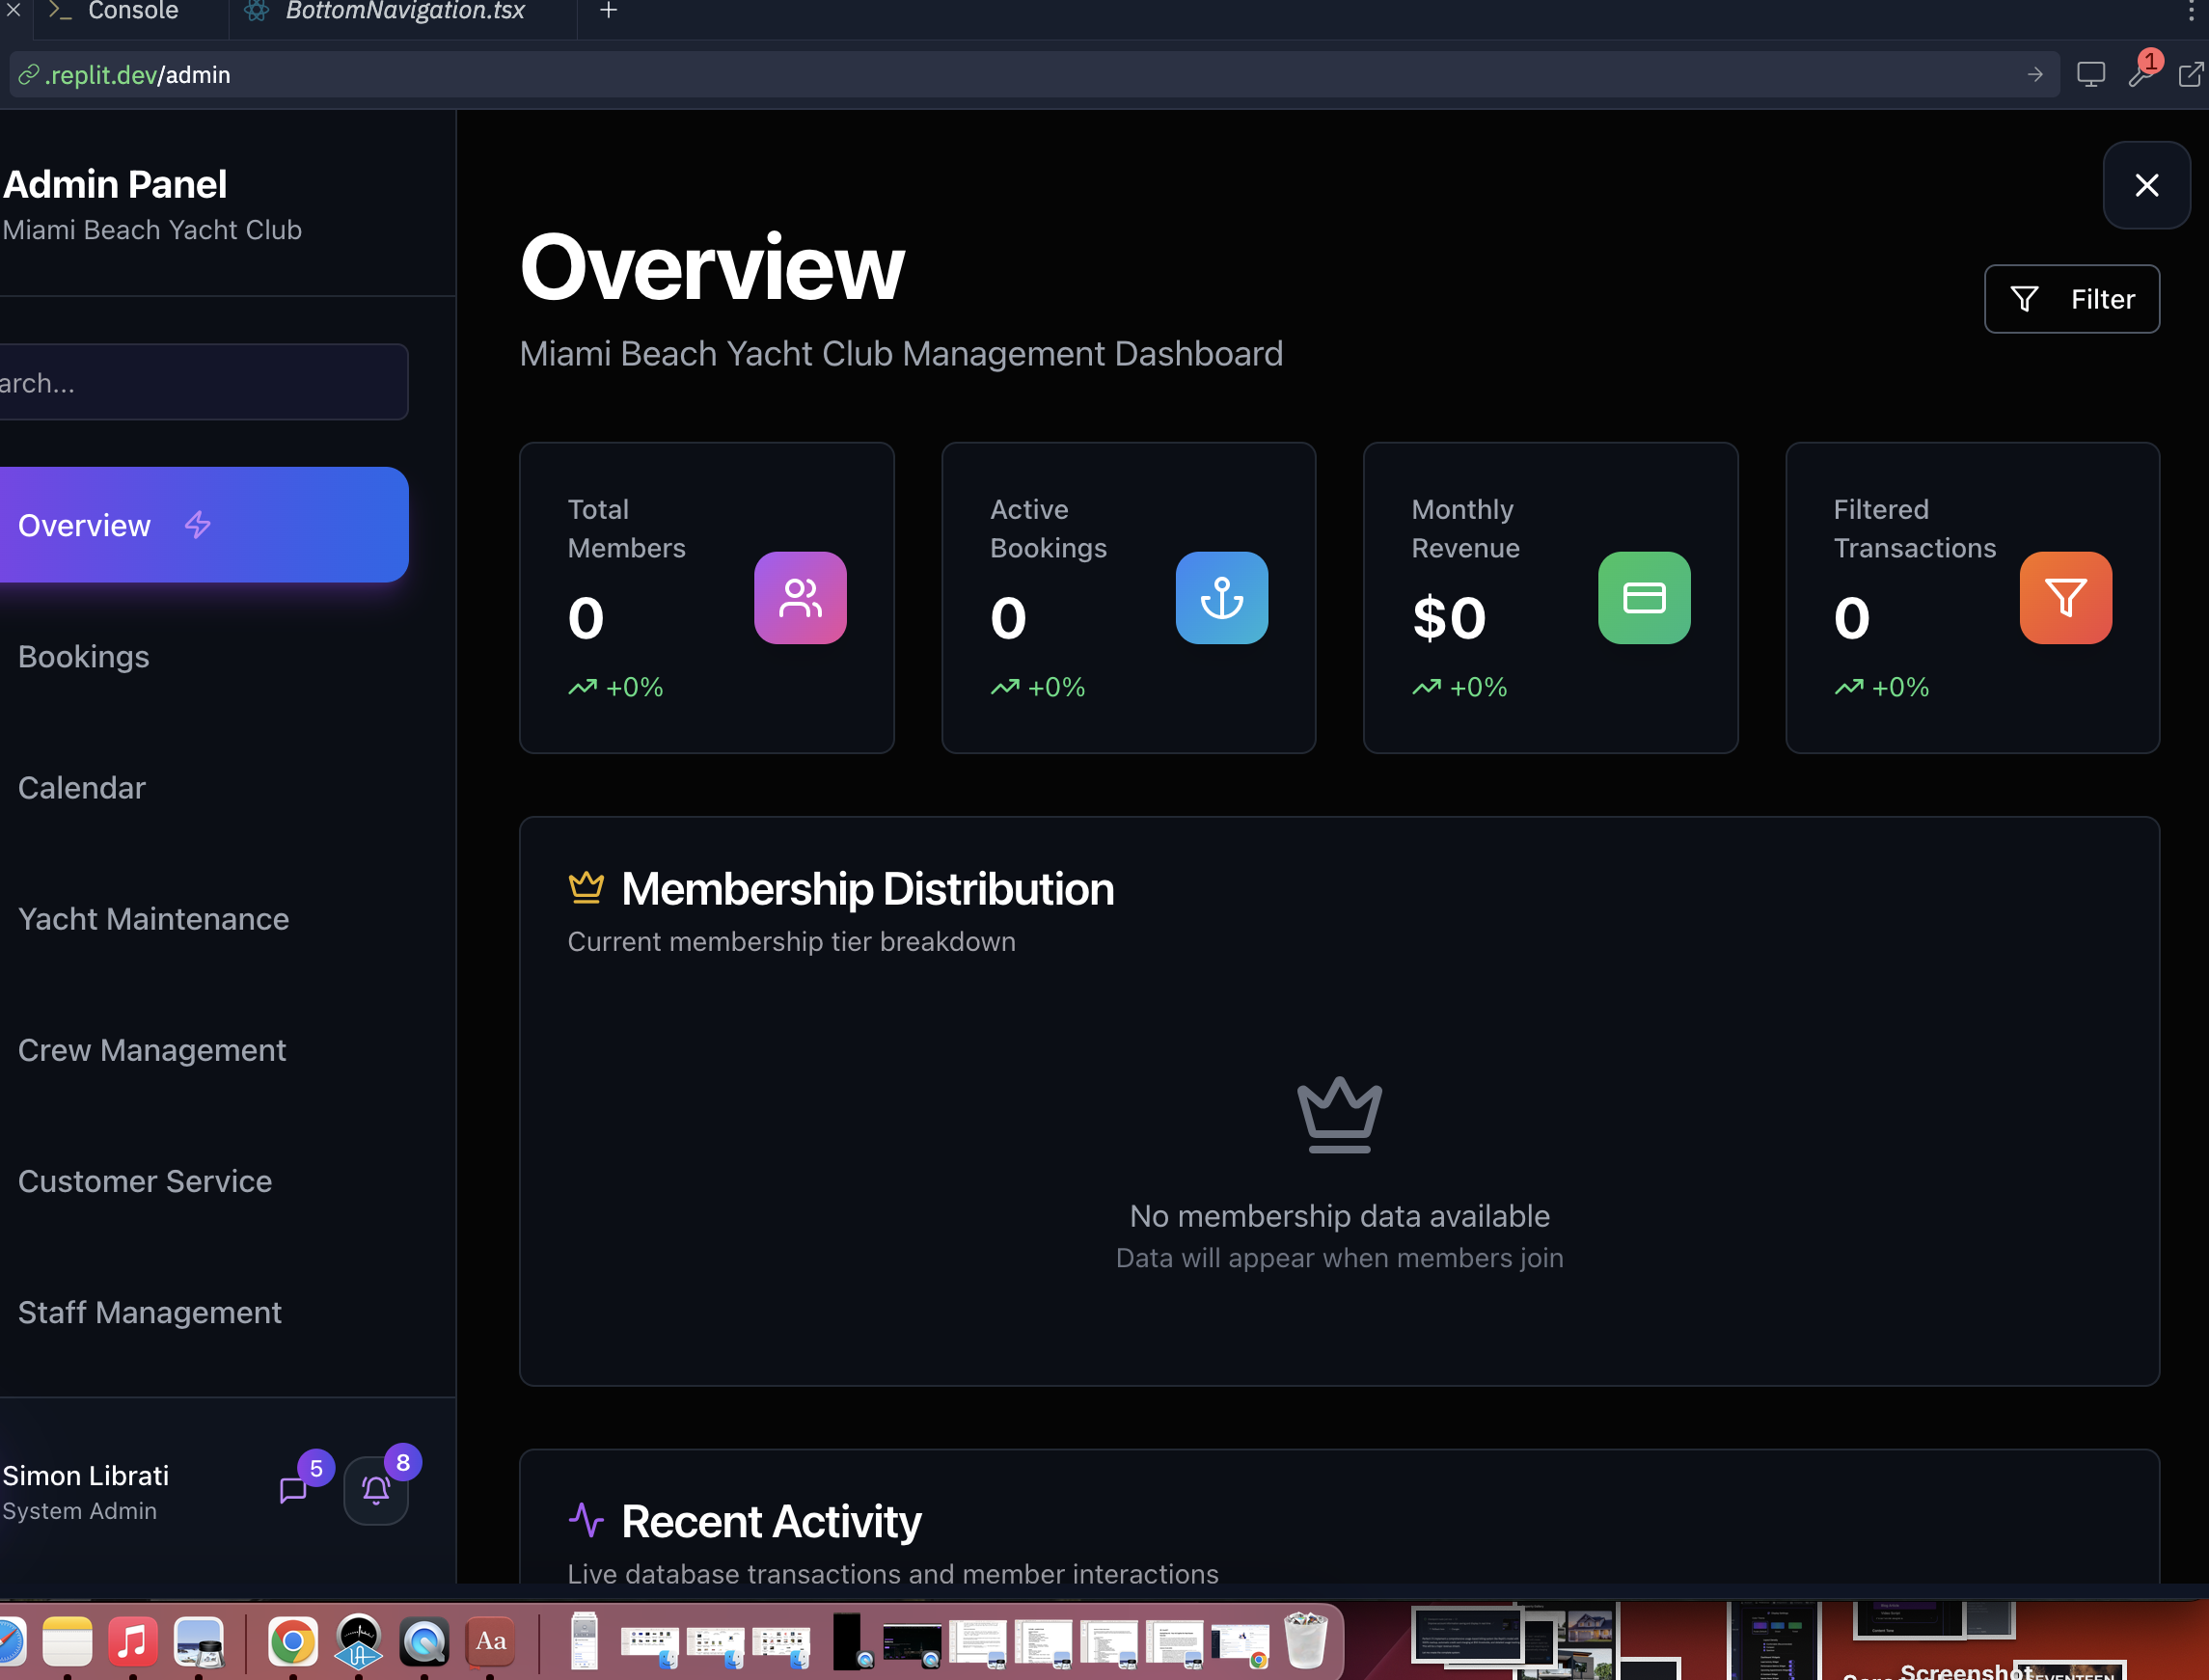 Console
BottomNavigation.tsx
.replit.dev/admin
1
Admin Panel
Miami Beach Yacht Club
arch...
Overview
Bookings
Calendar
Yacht Maintenance
Crew Management
Customer Service
Staff Management
Simon Librati
System Admin
5
8
Overview
Miami Beach Yacht Club Management Dashboard
Filter
Total
Members
0
+0%
Active
Bookings
0
+0%
Monthly
Revenue
$0
+0%
Filtered
Transactions
0
+0%
Membership Distribution
Current membership tier breakdown
No membership data available
Data will appear when members join
Recent Activity
Live database transactions and member interactions
Aa
Screenshot
SEVENTEEN